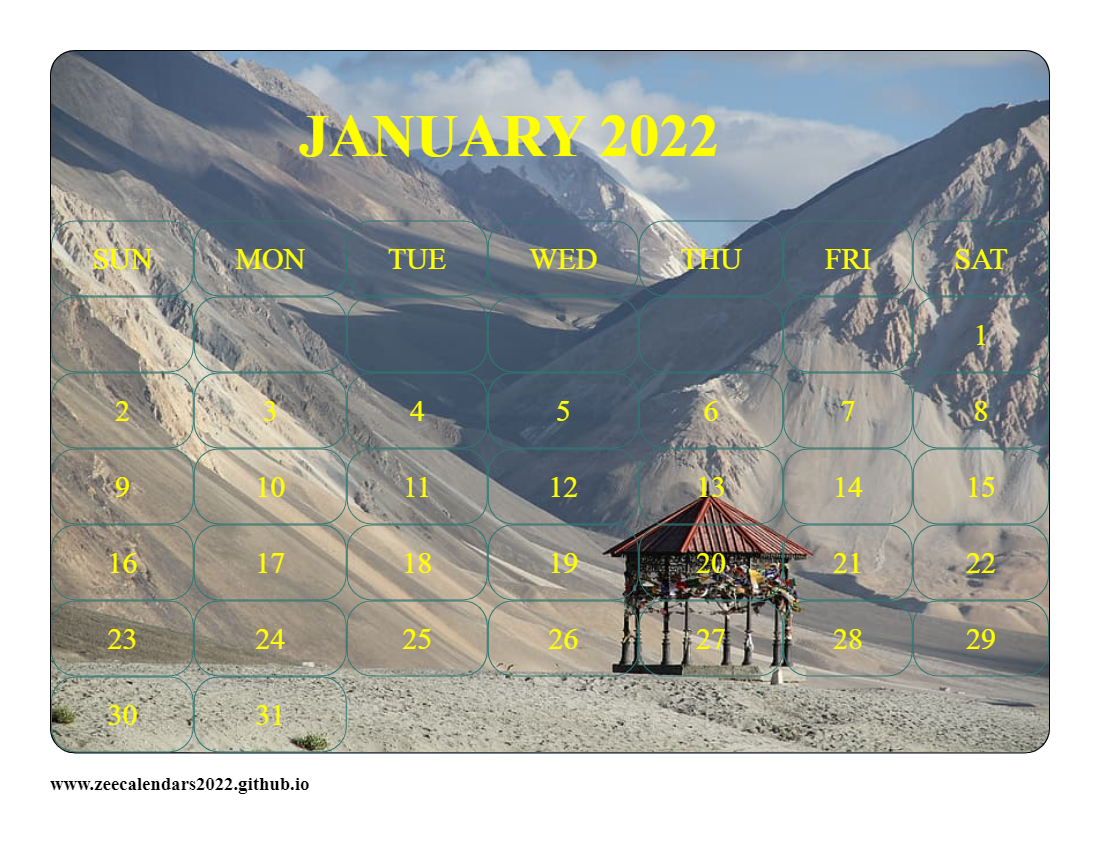 JANUARY 2022
SUN MON TUE WED THU FRI SAT
1
2 3 4 5 6 7 8
9 10 11 12 13 14 15
16 17 18 19 20 21 22
23 24 25 26 27 28 29
30 31
www.zeecalendars2022.github.io